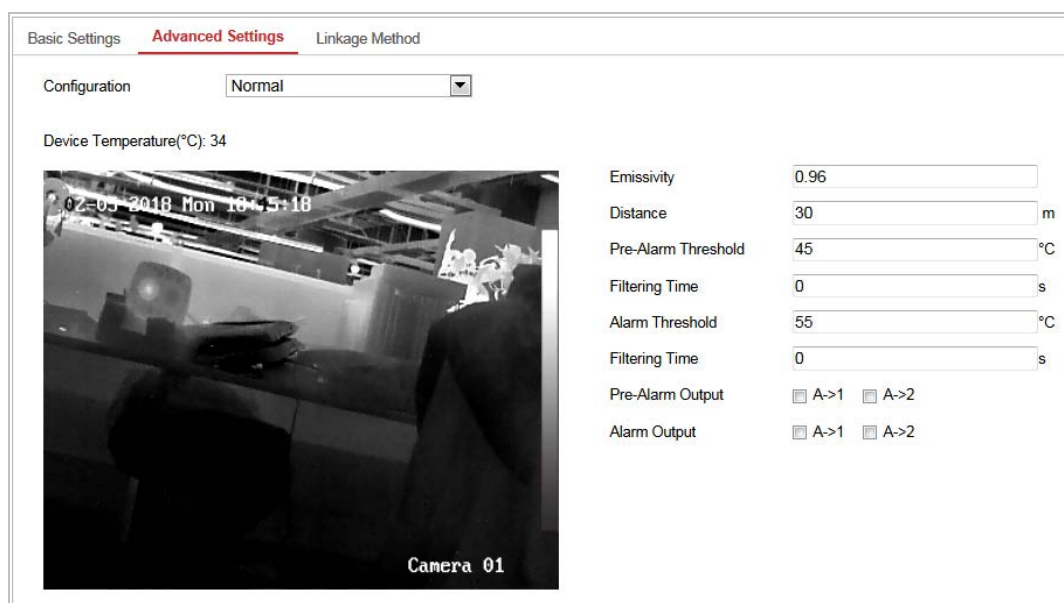 Basic Settings Advanced Settings Linkage Method
Configuration Normal
Device Temperature(°C): 34
2018 Mon :18
Camera 01
Emissivity 0.96
Distance 30 m
Pre-Alarm Threshold 45 °C
Filtering Time 0 s
Alarm Threshold 55 °C
Filtering Time 0 s
Pre-Alarm Output A->1 A->2
Alarm Output A->1 A->2